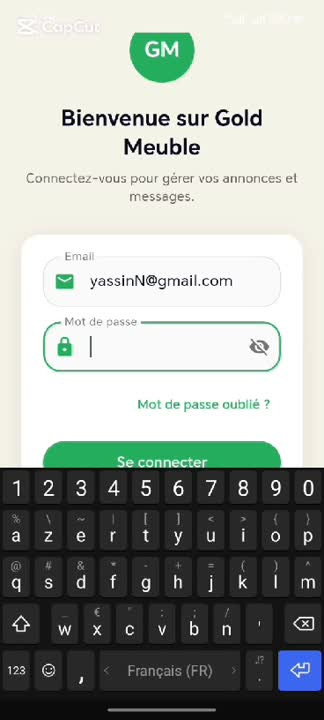 CapCut
GM
Bienvenue sur Gold
Meuble
Connectez-vous pour gérer vos annonces et
messages.
Email
yassinN@gmail.com
Mot de passe
Mot de passe oublié ?
Se connecter
1 2 3 4 5 6 7 8 9 0
% \ ~ | [ ] < > { }
a z e r t y u i o p
@ # & * - + = ( ) ^
q s d f g h j k l m
_ € " : ; /
w x c v b n '
123 , Français (FR) .
,!?